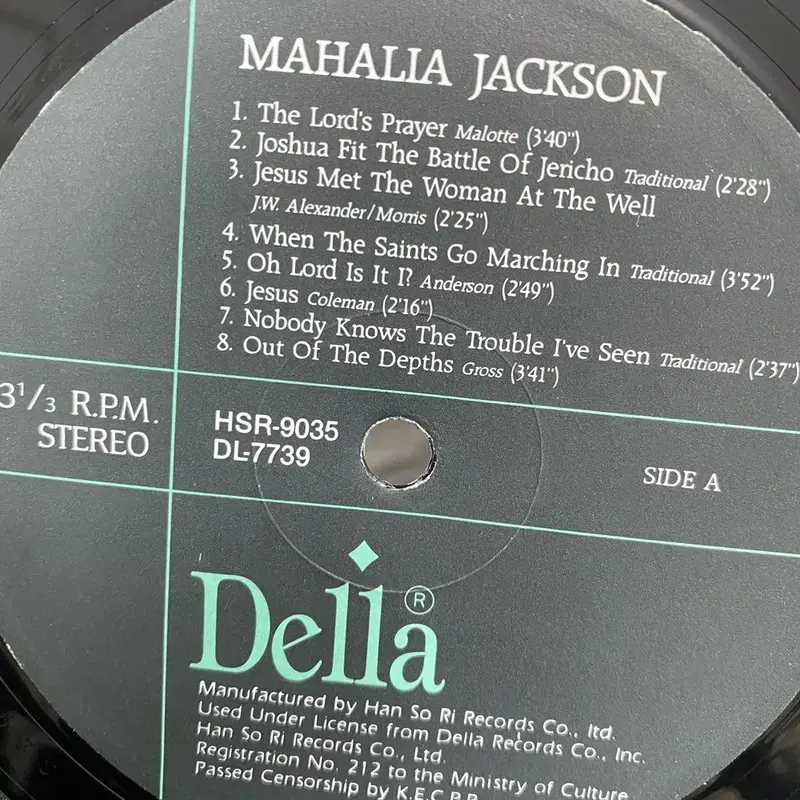 MAHALIA JACKSON
1. The Lord's Prayer Malotte (3'40")
2. Joshua Fit The Battle Of Jericho Traditional (2'28")
3. Jesus Met The Woman At The Well
J.W. Alexander/Morris (2'25")
4. When The Saints Go Marching In Traditional (3'52")
5. Oh Lord Is It I? Anderson (2'49")
6. Jesus Coleman (2'16")
7. Nobody Knows The Trouble I've Seen Traditional (2'37")
8. Out Of The Depths Gross (3'41")
3 1/3 R.P.M.
STEREO
HSR-9035
DL-7739
SIDE A
Della ®
Manufactured by Han So Ri Records Co., ltd.
Used Under License from Della Records Co., Inc.
Han So Ri Records Co., Ltd.
Registration No. 212 to the Ministry of Culture
Passed Censorship by K.E.C.P.P.